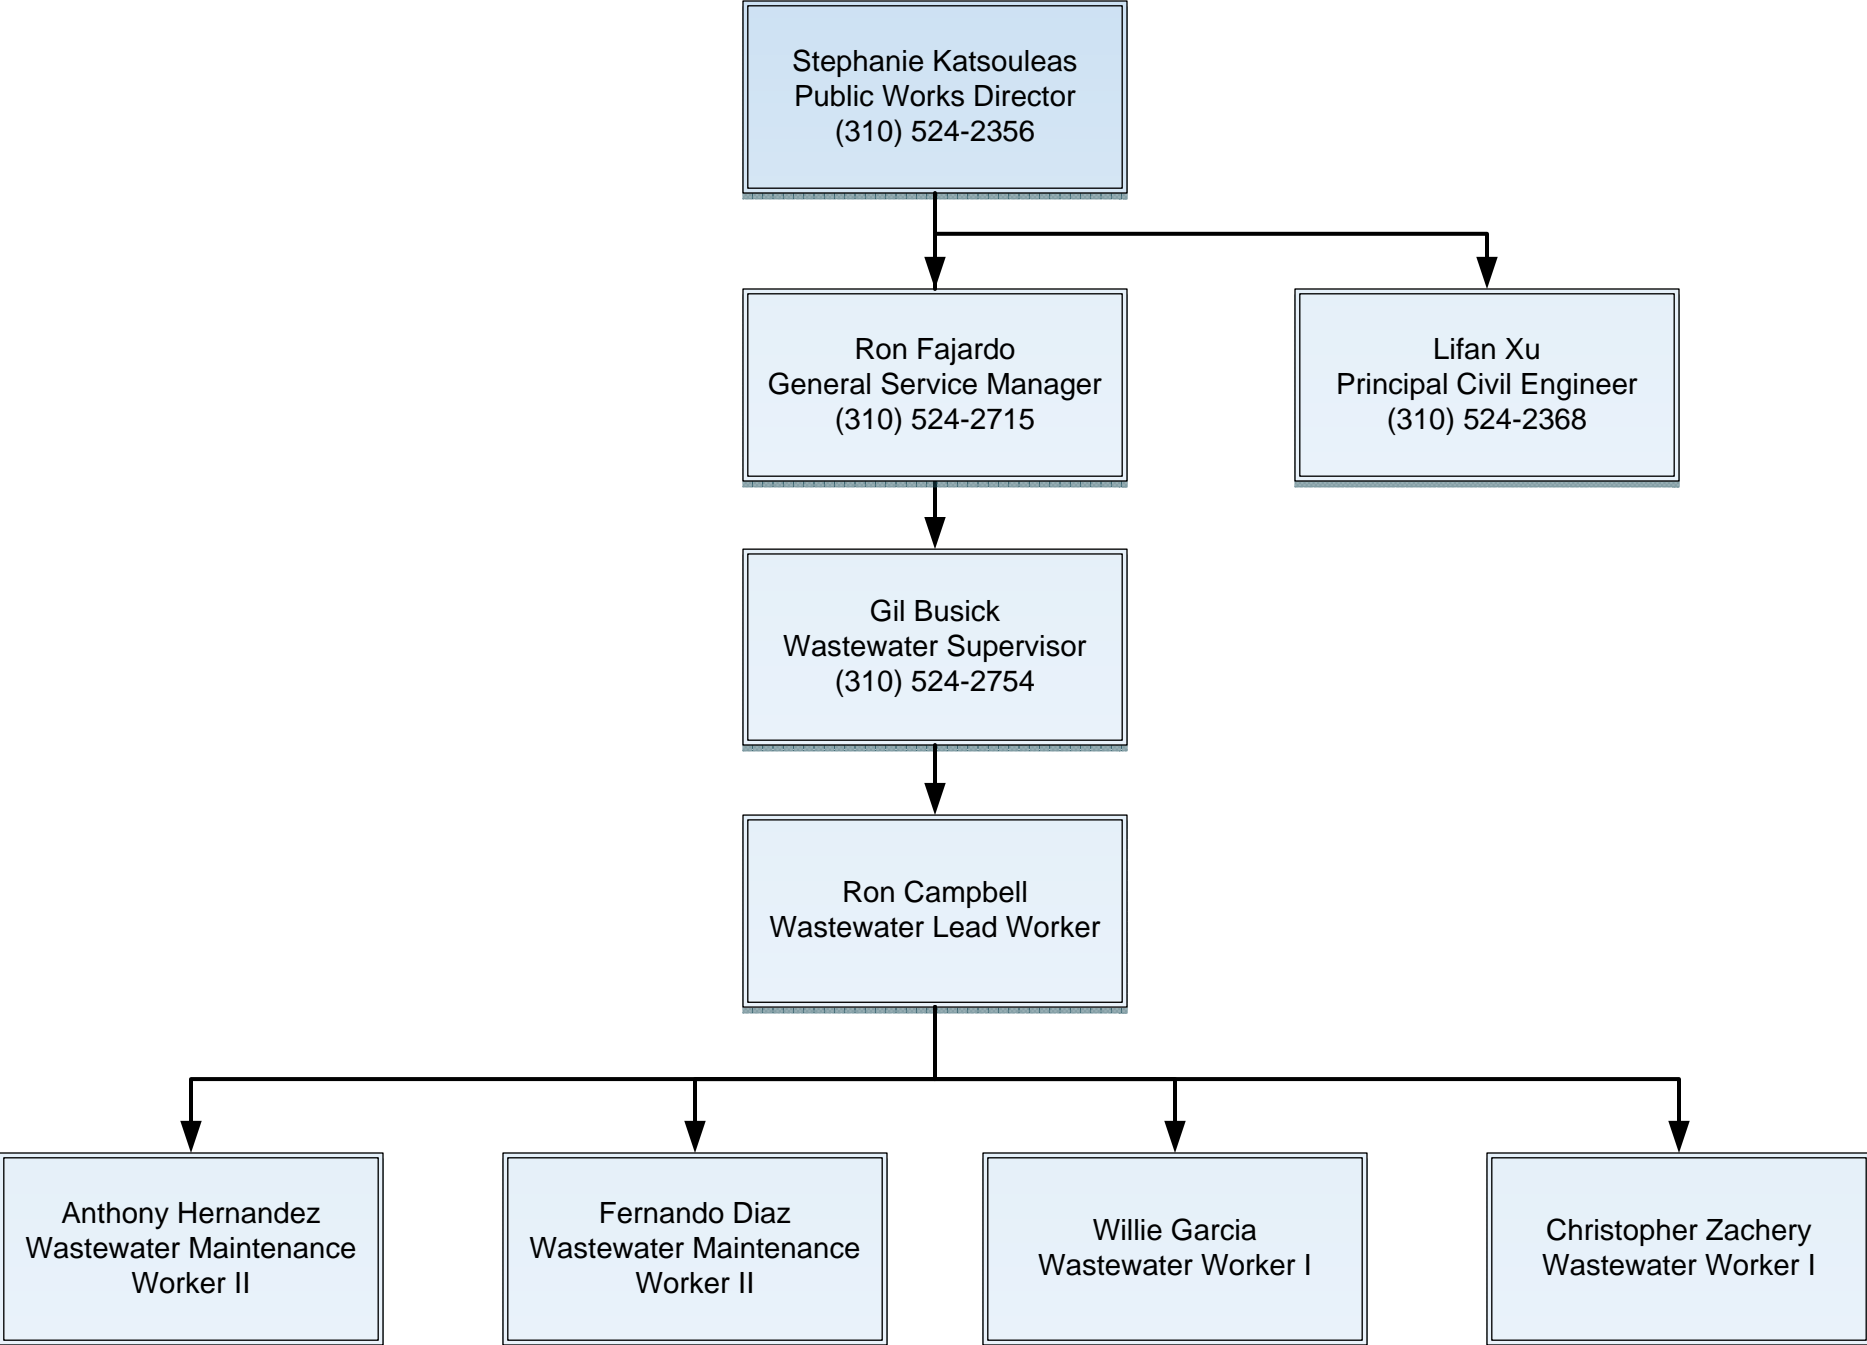 Stephanie Katsouleas
Public Works Director
(310) 524-2356
Ron Fajardo
General Service Manager
(310) 524-2715
Lifan Xu
Principal Civil Engineer
(310) 524-2368
Gil Busick
Wastewater Supervisor
(310) 524-2754
Ron Campbell
Wastewater Lead Worker
Anthony Hernandez
Wastewater Maintenance
Worker II
Fernando Diaz
Wastewater Maintenance
Worker II
Willie Garcia
Wastewater Worker I
Christopher Zachery
Wastewater Worker I